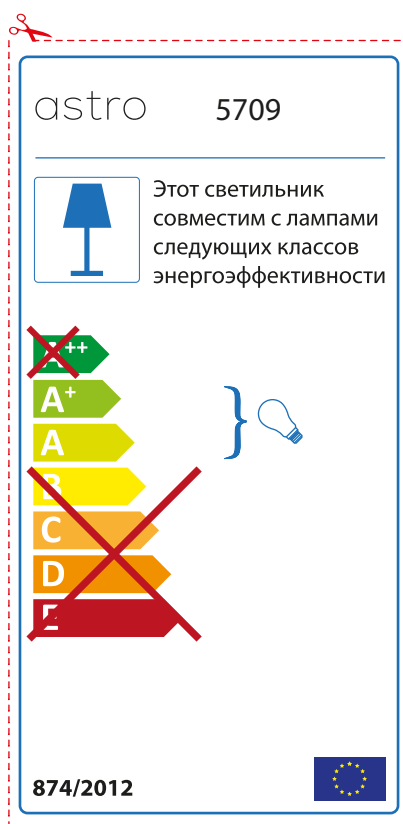 astro 5709
Этот светильник
совместим с лампами
следующих классов
энергоэффективности
A++
A+
A
B
C
D
E
874/2012